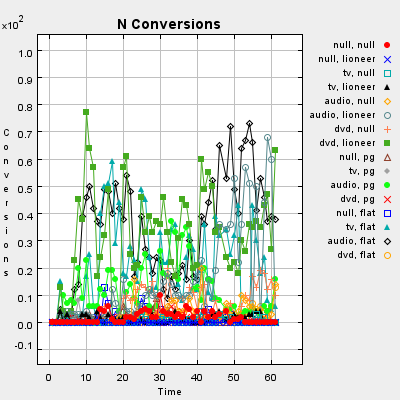 x10²
N Conversions
1.0
0.9
0.8
0.7
0.6
0.5
0.4
0.3
0.2
0.1
0.0
-0.1
Conversions
0 10 20 30 40 50 60
Time
null, null
null, lioneer
tv, null
tv, lioneer
audio, null
audio, lioneer
dvd, null
dvd, lioneer
null, pg
tv, pg
audio, pg
dvd, pg
null, flat
tv, flat
audio, flat
dvd, flat